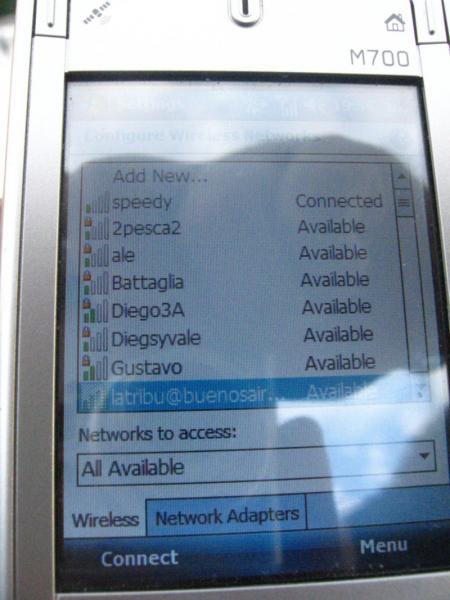 M700
Settings
Configure Wireless Networks
Add New...
speedy Connected
2pesca2 Available
ale Available
Battaglia Available
Diego3A Available
Diegsyvale Available
Gustavo Available
latribu@buenosair... Available
Networks to access:
All Available
Wireless Network Adapters
Connect Menu